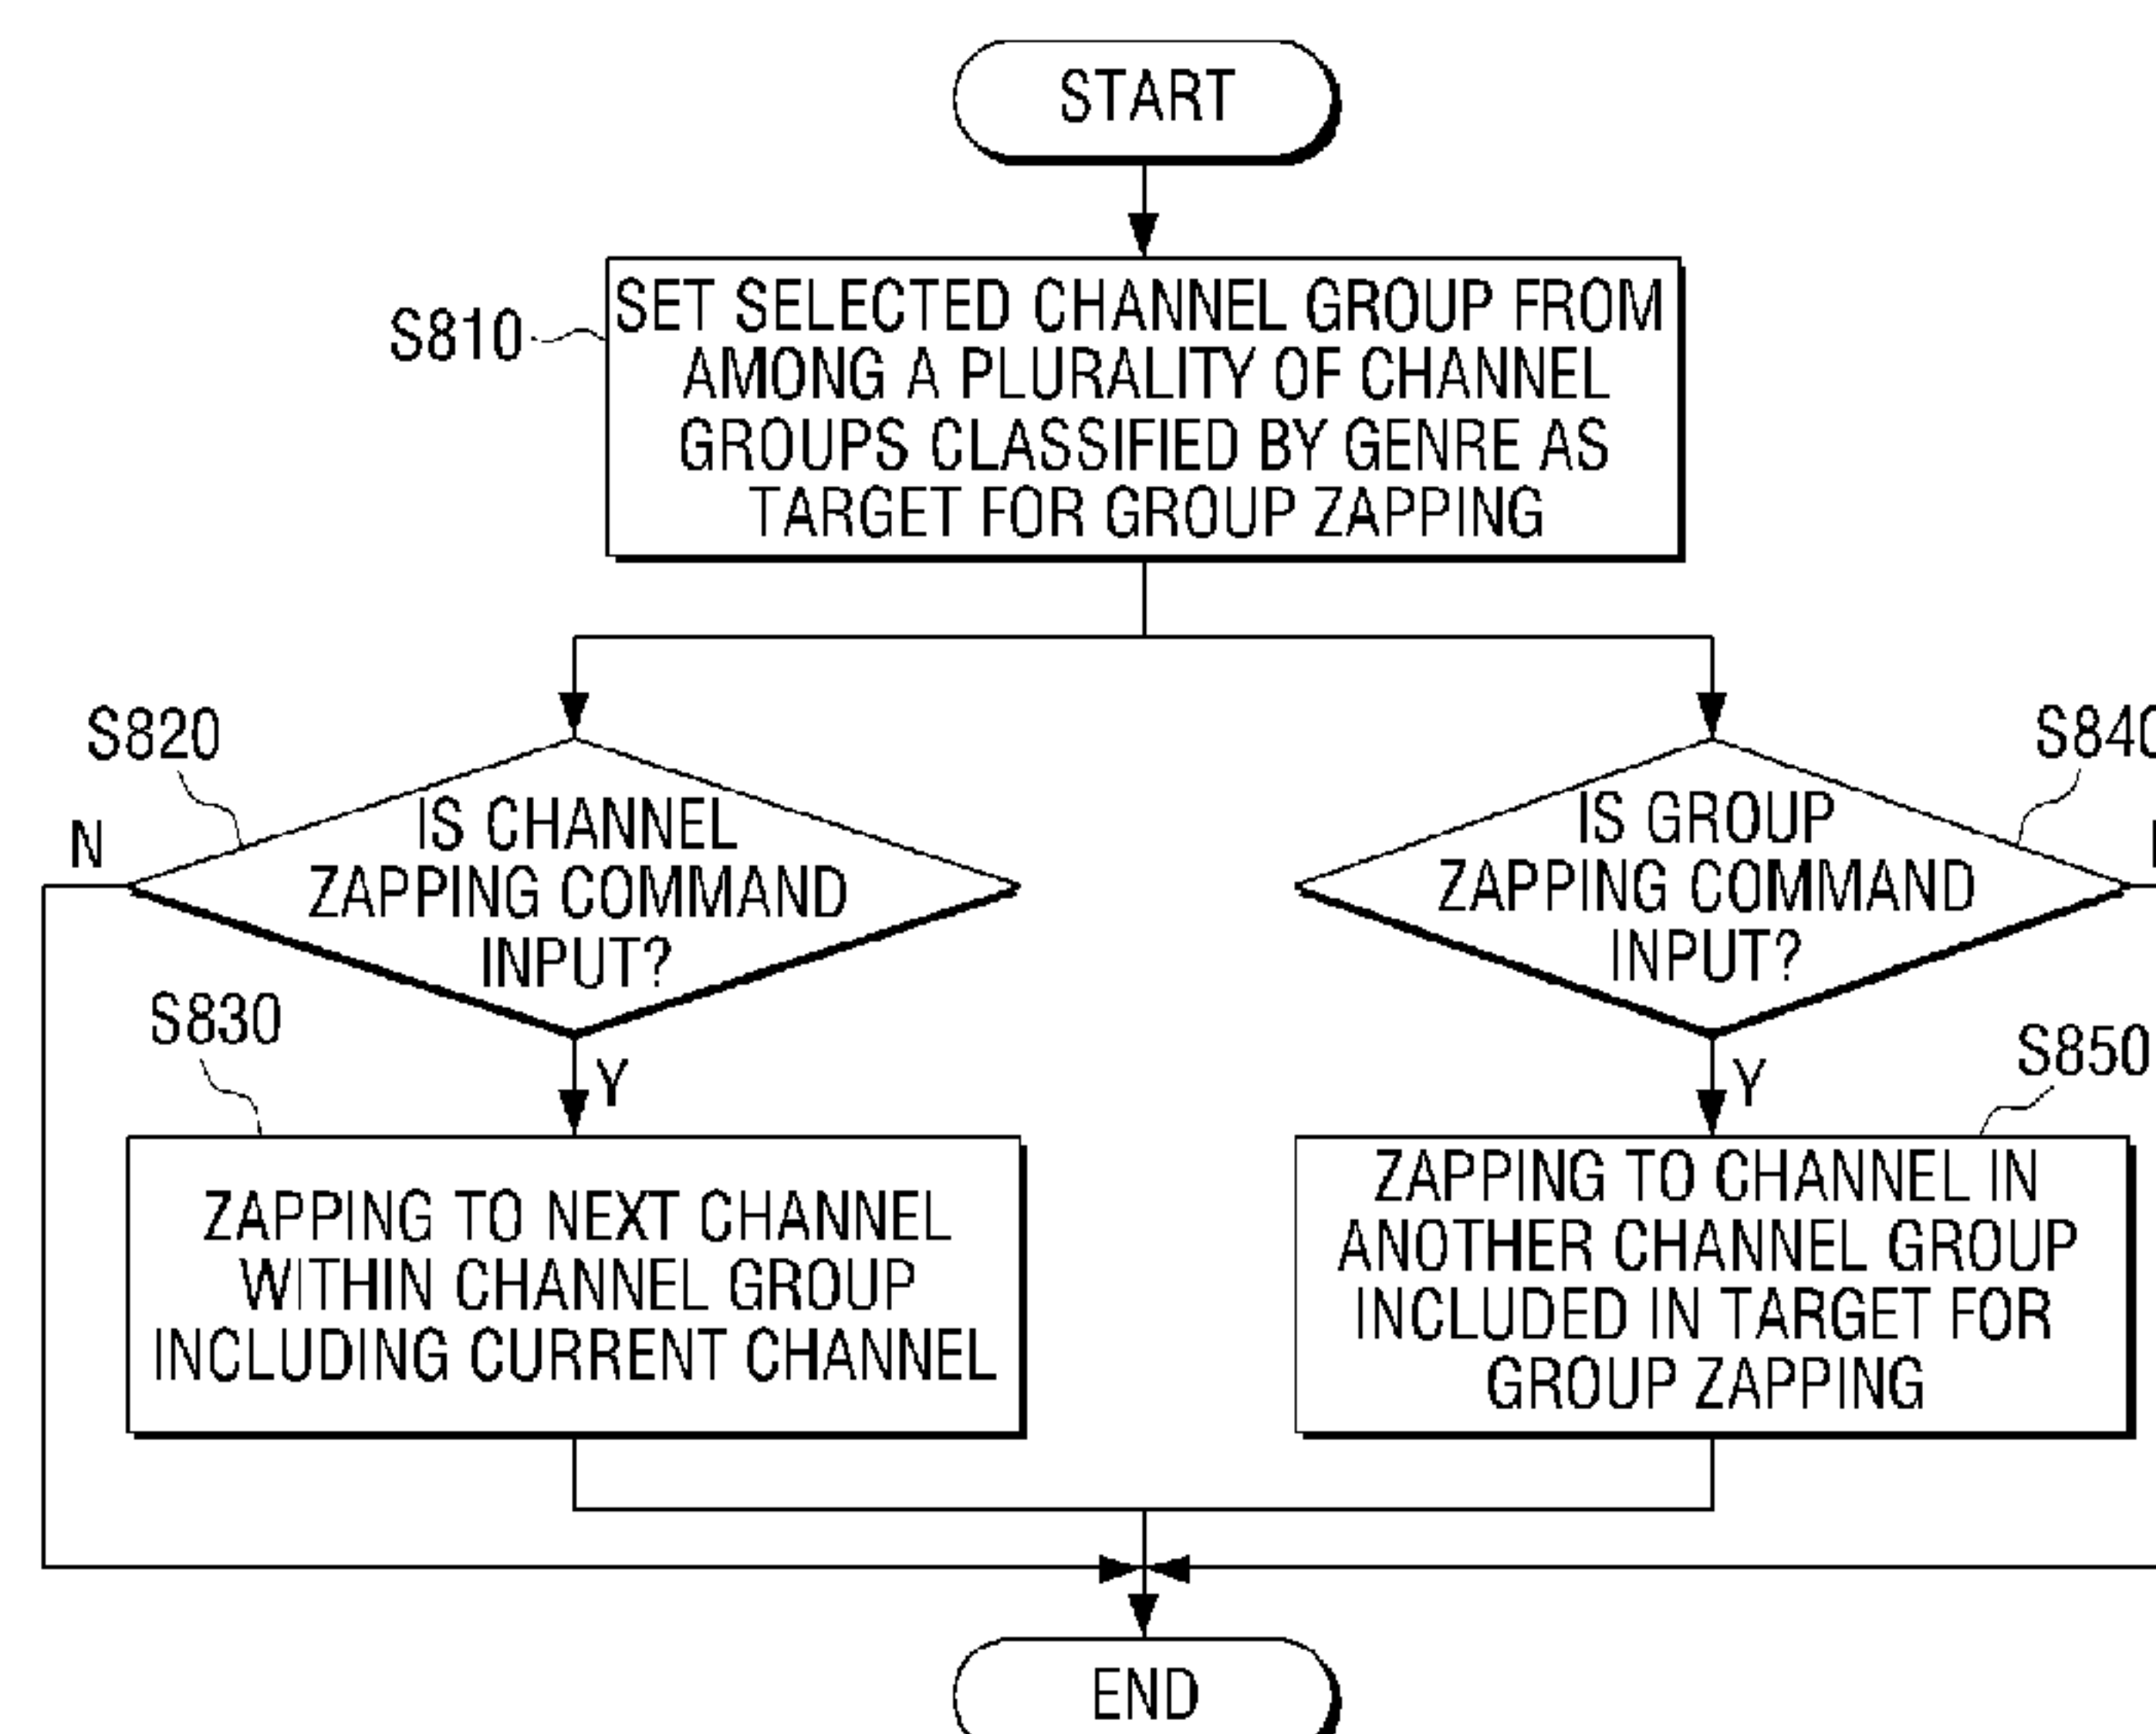 START
S810
SET SELECTED CHANNEL GROUP FROM
AMONG A PLURALITY OF CHANNEL
GROUPS CLASSIFIED BY GENRE AS
TARGET FOR GROUP ZAPPING
S820
N
IS CHANNEL
ZAPPING COMMAND
INPUT?
Y
S830
ZAPPING TO NEXT CHANNEL
WITHIN CHANNEL GROUP
INCLUDING CURRENT CHANNEL
S840
IS GROUP
ZAPPING COMMAND
INPUT?
Y
S850
ZAPPING TO CHANNEL IN
ANOTHER CHANNEL GROUP
INCLUDED IN TARGET FOR
GROUP ZAPPING
END